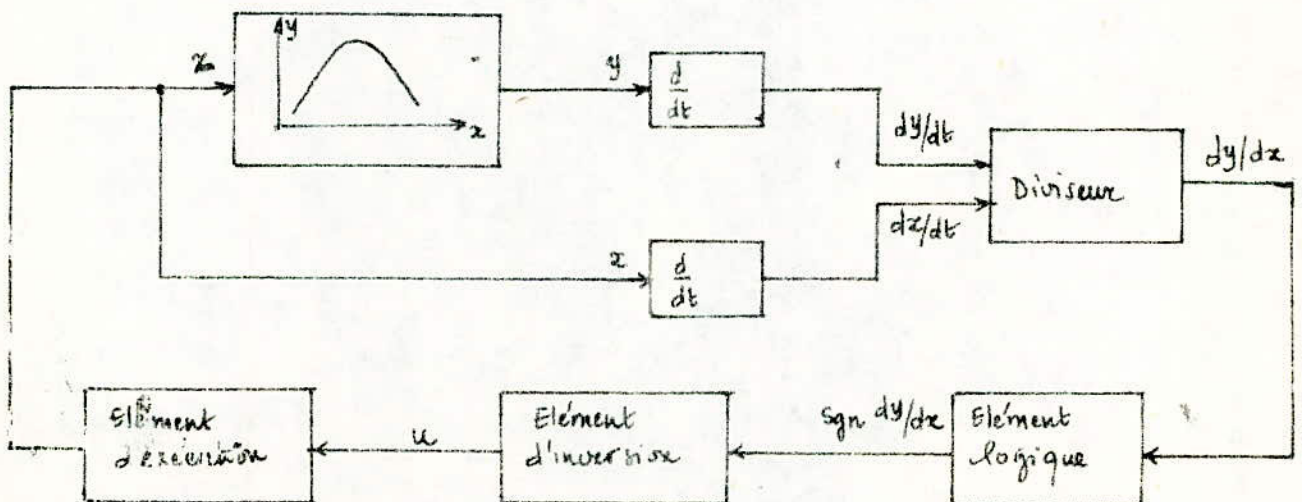 y
x
x
y
d
dt
dy/dt
Diviseur
dy/dx
dx/dt
x
d
dt
Elément
d'exécution
u
Elément
d'inversion
Sgn dy/dx
Elément
logique